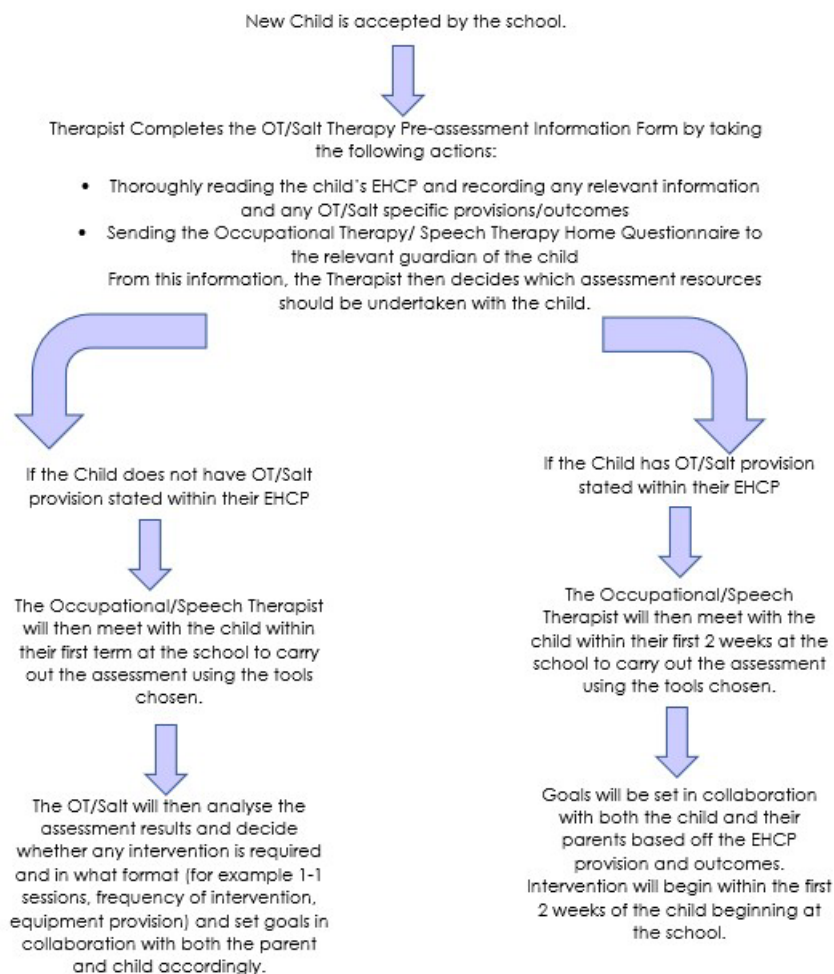 New Child is accepted by the school.
Therapist Completes the OT/Salt Therapy Pre-assessment Information Form by taking
the following actions:
• Thoroughly reading the child's EHCP and recording any relevant information
and any OT/Salt specific provisions/outcomes
• Sending the Occupational Therapy/ Speech Therapy Home Questionnaire to
the relevant guardian of the child
From this information, the Therapist then decides which assessment resources
should be undertaken with the child.
If the Child does not have OT/Salt
provision stated within their EHCP
The Occupational/Speech Therapist
will then meet with the child within
their first term at the school to carry
out the assessment using the tools
chosen.
The OT/Salt will then analyse the
assessment results and decide
whether any intervention is required
and in what format (for example 1-1
sessions, frequency of intervention,
equipment provision) and set goals in
collaboration with both the parent
and child accordingly.
If the Child has OT/Salt provision
stated within their EHCP
The Occupational/Speech
Therapist will then meet with the
child within their first 2 weeks at the
school to carry out the assessment
using the tools chosen.
Goals will be set in collaboration
with both the child and their
parents based off the EHCP
provision and outcomes.
Intervention will begin within the first
2 weeks of the child beginning at
the school.